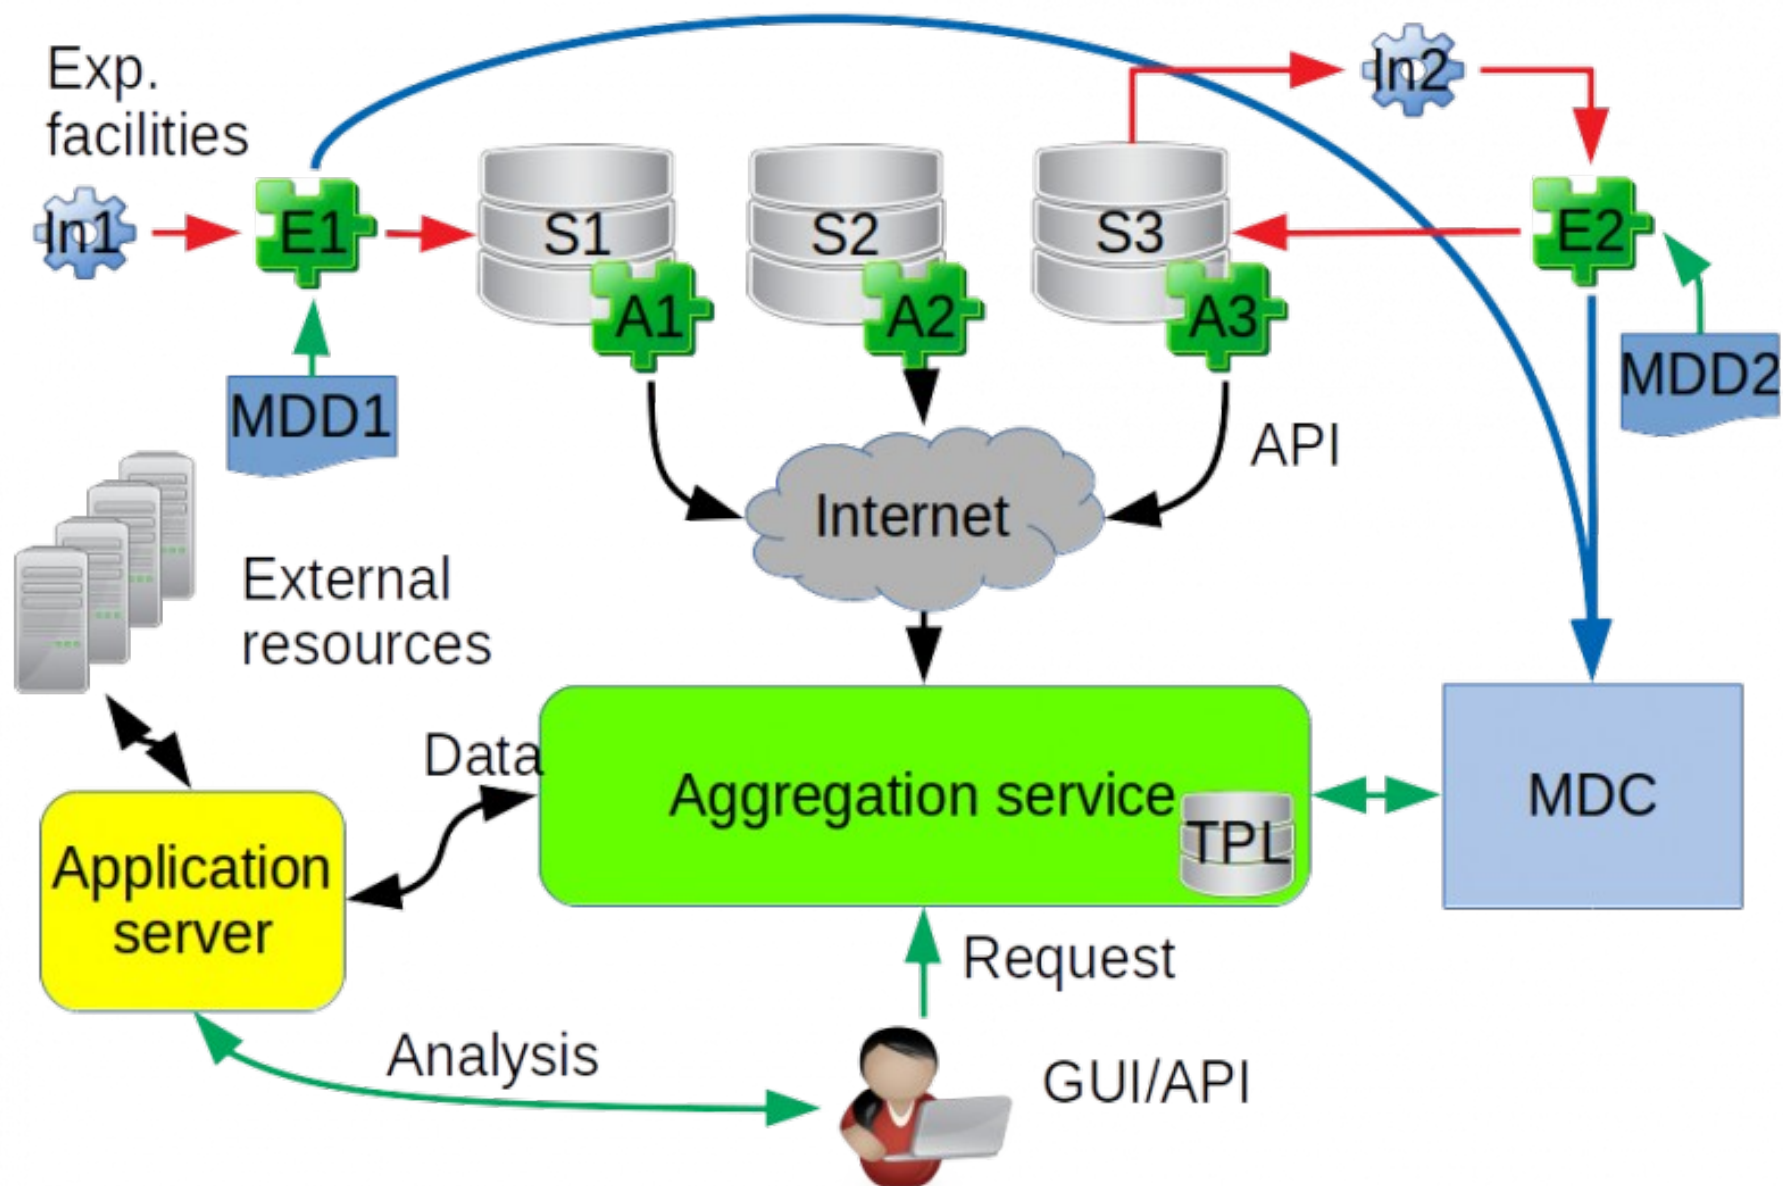 Exp.
facilities
In1
E1
S1
S2
S3
In2
E2
A1
A2
A3
MDD1
MDD2
API
Internet
External
resources
Data
Aggregation service
TPL
MDC
Application
server
Request
Analysis
GUI/API